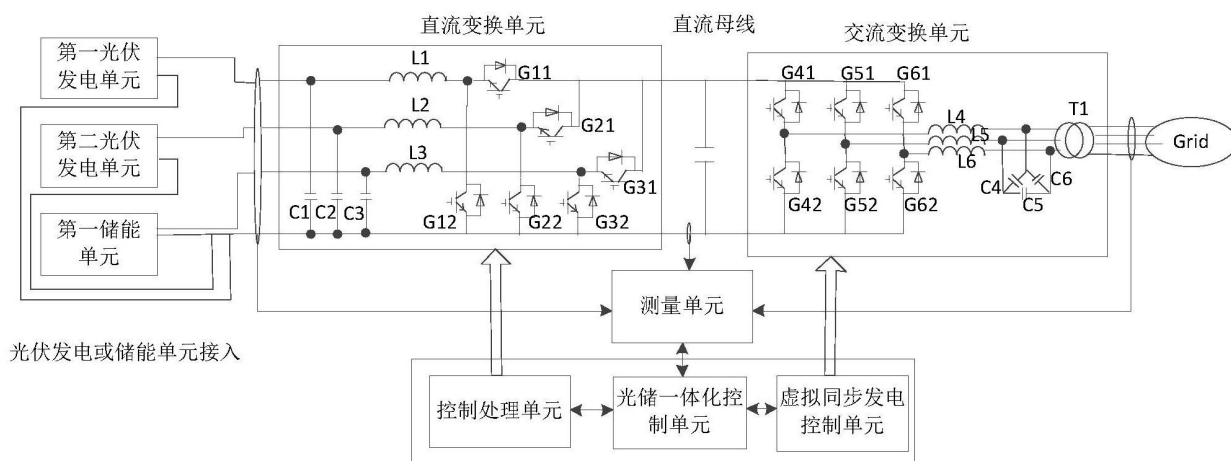 直流变换单元
直流母线
交流变换单元
第一光伏
发电单元
第二光伏
发电单元
第一储能
单元
L1
G11
L2
G21
L3
G31
C1
C2
C3
G12
G22
G32
G41
G51
G61
L4
L5
L6
T1
Grid
G42
G52
G62
C4
C5
C6
测量单元
光伏发电或储能单元接入
控制处理单元
光储一体化控
制单元
虚拟同步发电
控制单元